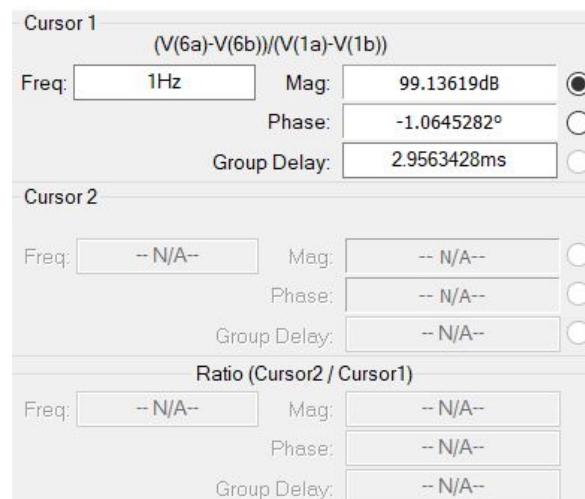 Cursor 1
(V(6a)-V(6b))/(V(1a)-V(1b))
Freq: 1Hz Mag: 99.13619dB
Phase: -1.0645282º
Group Delay: 2.9563428ms
Cursor 2
Freq: -- N/A-- Mag: -- N/A--
Phase: -- N/A--
Group Delay: -- N/A--
Ratio (Cursor2 / Cursor1)
Freq: -- N/A-- Mag: -- N/A--
Phase: -- N/A--
Group Delay: -- N/A--